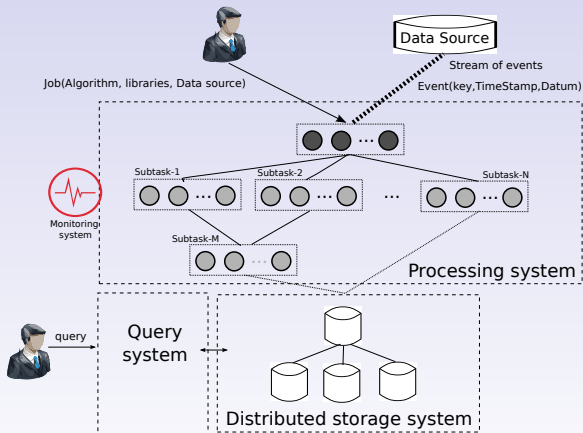 Data Source
Stream of events
Job(Algorithm, libraries, Data source)
Event(key,TimeStamp,Datum)
Subtask-1
Subtask-2
Subtask-N
...
Monitoring
system
Subtask-M
Processing system
query
Query
system
Distributed storage system